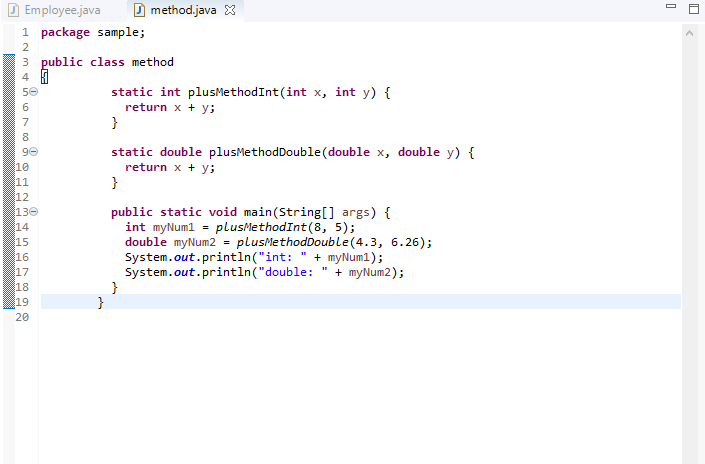 Employee.java method.java
1 package sample;
2
3 public class method
4 {
5 static int plusMethodInt(int x, int y) {
6 return x + y;
7 }
8
9 static double plusMethodDouble(double x, double y) {
10 return x + y;
11 }
12
13 public static void main(String[] args) {
14 int myNum1 = plusMethodInt(8, 5);
15 double myNum2 = plusMethodDouble(4.3, 6.26);
16 System.out.println("int: " + myNum1);
17 System.out.println("double: " + myNum2);
18 }
19 }
20